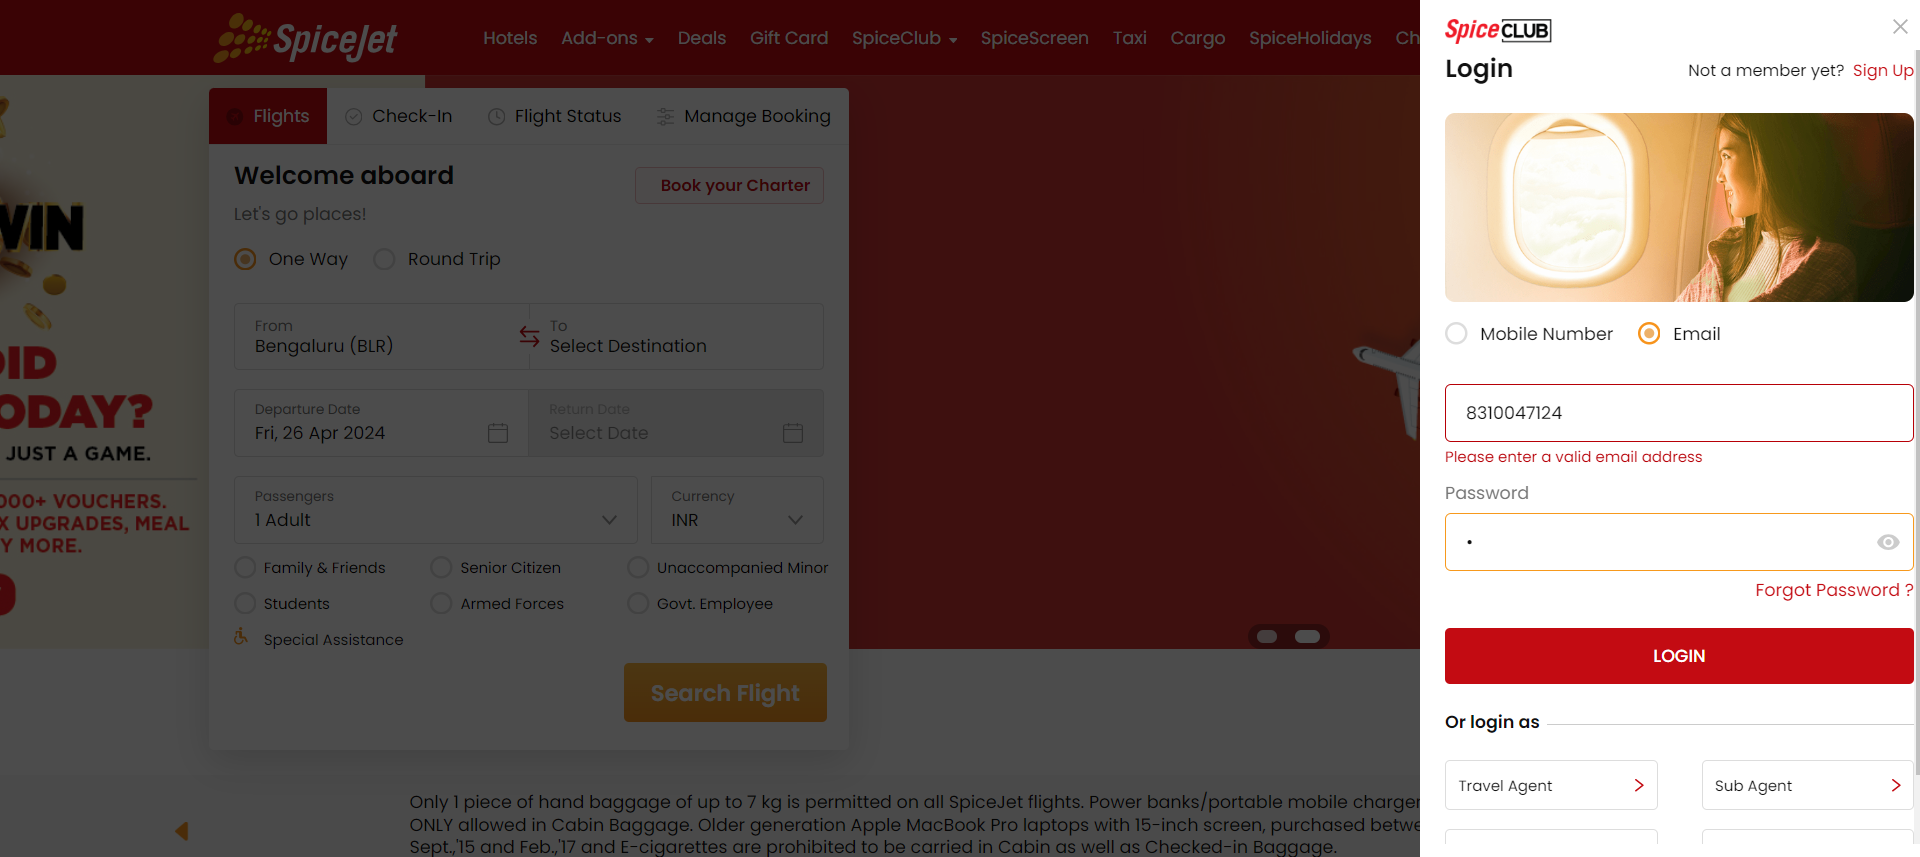 SpiceJet
Hotels Add-ons Deals Gift Card SpiceClub SpiceScreen Taxi Cargo SpiceHolidays Ch
Flights Check-In Flight Status Manage Booking
Welcome aboard
Book your Charter
Let's go places!
One Way Round Trip
From
Bengaluru (BLR)
To
Select Destination
Departure Date
Fri, 26 Apr 2024
Return Date
Select Date
Passengers
1 Adult
Currency
INR
Family & Friends Senior Citizen Unaccompanied Minor
Students Armed Forces Govt. Employee
Special Assistance
Search Flight
WIN
ID
ODAY?
JUST A GAME.
000+ VOUCHERS.
X UPGRADES, MEAL
Y MORE.
Only 1 piece of hand baggage of up to 7 kg is permitted on all SpiceJet flights. Power banks/portable mobile charger
ONLY allowed in Cabin Baggage. Older generation Apple MacBook Pro laptops with 15-inch screen, purchased betwe
Sept.,'15 and Feb.,'17 and E-cigarettes are prohibited to be carried in Cabin as well as Checked-in Baggage.
SpiceCLUB
Login
Not a member yet? Sign Up
Mobile Number Email
8310047124
Please enter a valid email address
Password
•
Forgot Password ?
LOGIN
Or login as
Travel Agent
Sub Agent